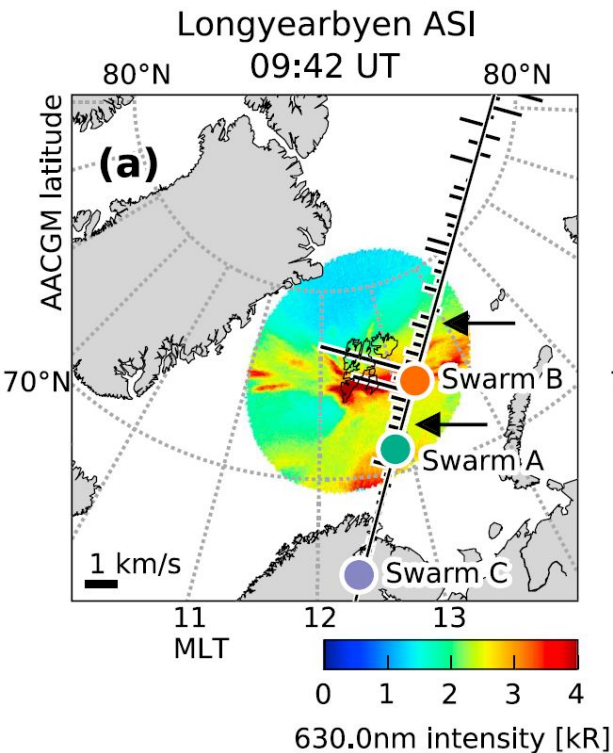 Longyearbyen ASI
09:42 UT
80°N 80°N
(a)
AACGM latitude
70°N
Swarm B
Swarm A
Swarm C
1 km/s
11 12 13
MLT
0 1 2 3 4
630.0nm intensity [kR]